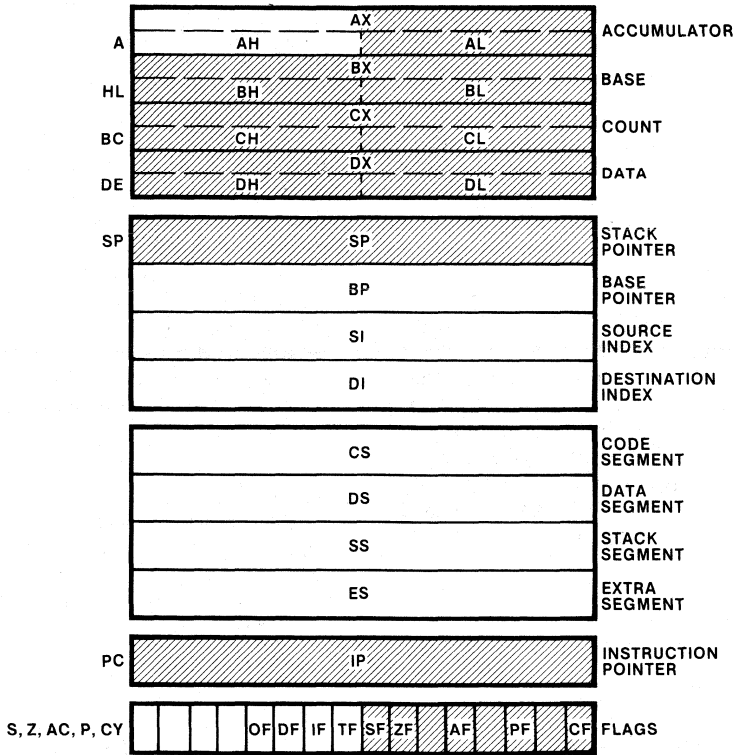 AX
ACCUMULATOR
A AH AL
BX
BASE
HL BH BL
CX
COUNT
BC CH CL
DX
DATA
DE DH DL
SP SP STACK
POINTER
BP BASE
POINTER
SI SOURCE
INDEX
DI DESTINATION
INDEX
CS CODE
SEGMENT
DS DATA
SEGMENT
SS STACK
SEGMENT
ES EXTRA
SEGMENT
PC IP INSTRUCTION
POINTER
S, Z, AC, P, CY OF DF IF TF SF ZF AF PF CF FLAGS